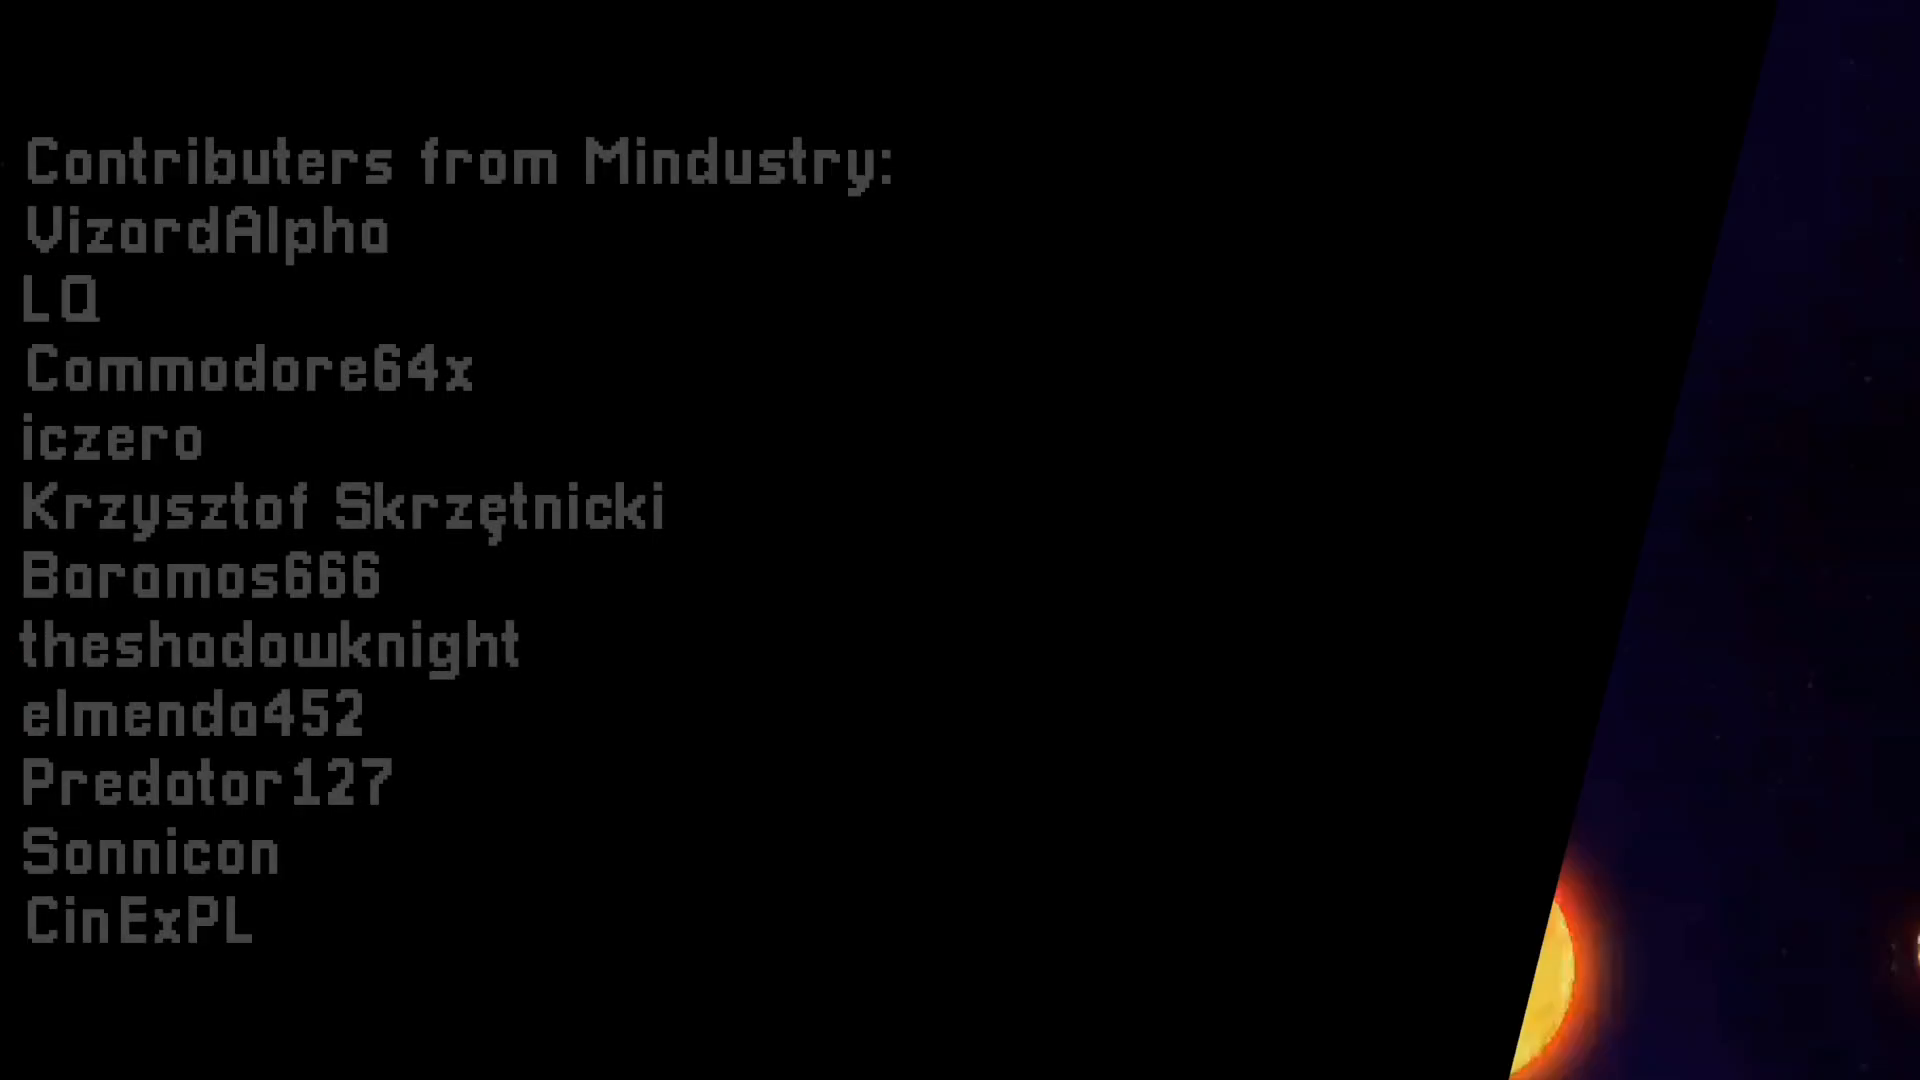 Contributers from Mindustry:
VizardAlpha
LQ
Commodore64x
iczero
Krzysztof Skrzętnicki
Baramos666
theshadowknight
elmenda452
Predator127
Sonnicon
CinExPL